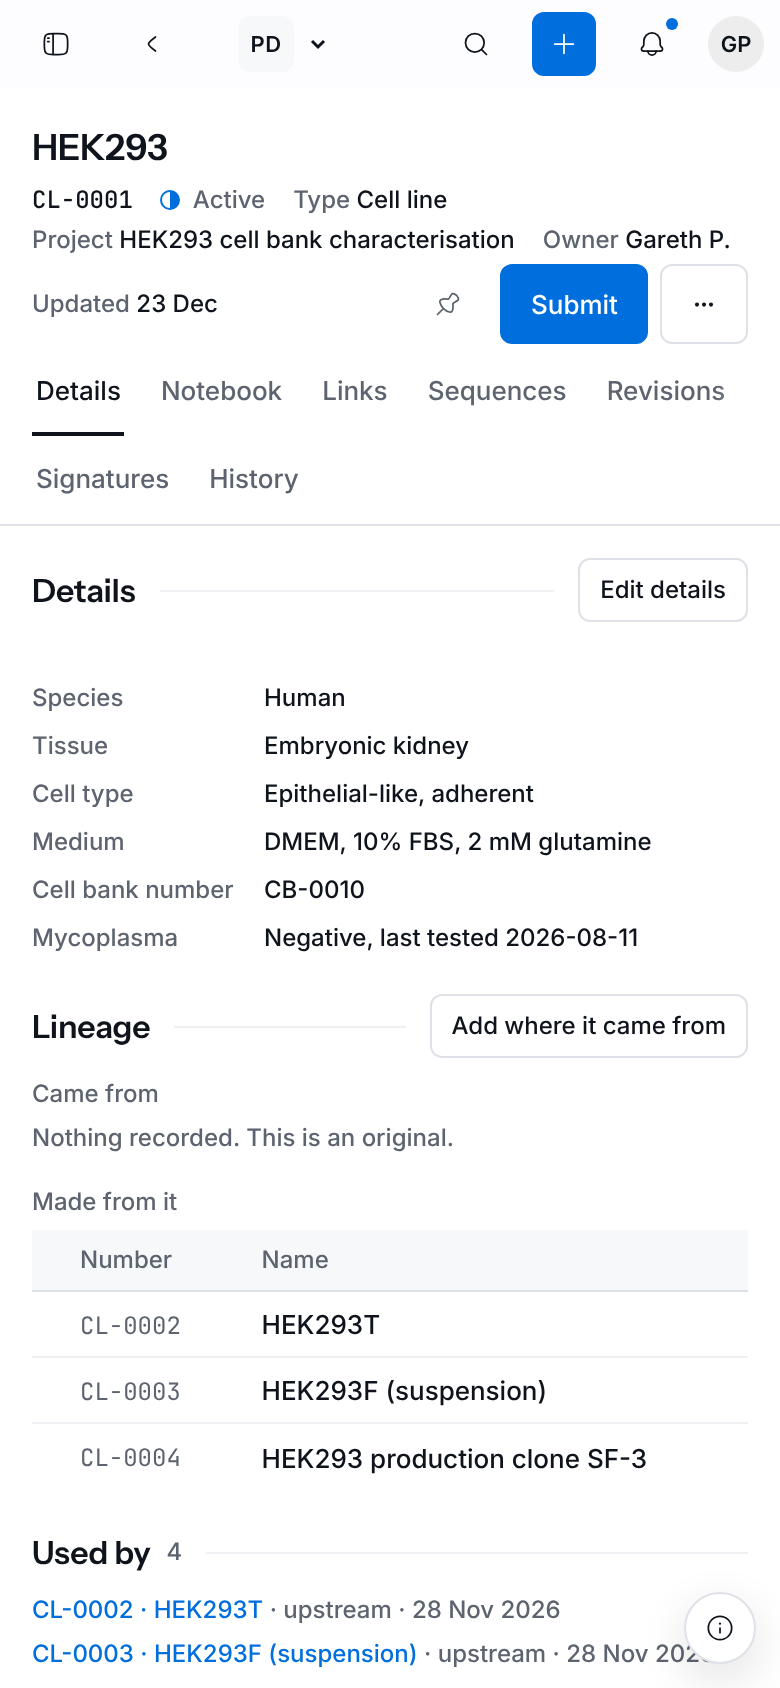 PD
GP
HEK293
CL-0001 Active Type Cell line
Project HEK293 cell bank characterisation Owner Gareth P.
Updated 23 Dec Submit ...
Details Notebook Links Sequences Revisions
Signatures History
Details Edit details
Species Human
Tissue Embryonic kidney
Cell type Epithelial-like, adherent
Medium DMEM, 10% FBS, 2 mM glutamine
Cell bank number CB-0010
Mycoplasma Negative, last tested 2026-08-11
Lineage Add where it came from
Came from
Nothing recorded. This is an original.
Made from it
Number Name
CL-0002 HEK293T
CL-0003 HEK293F (suspension)
CL-0004 HEK293 production clone SF-3
Used by 4
CL-0002 · HEK293T · upstream · 28 Nov 2026
CL-0003 · HEK293F (suspension) · upstream · 28 Nov